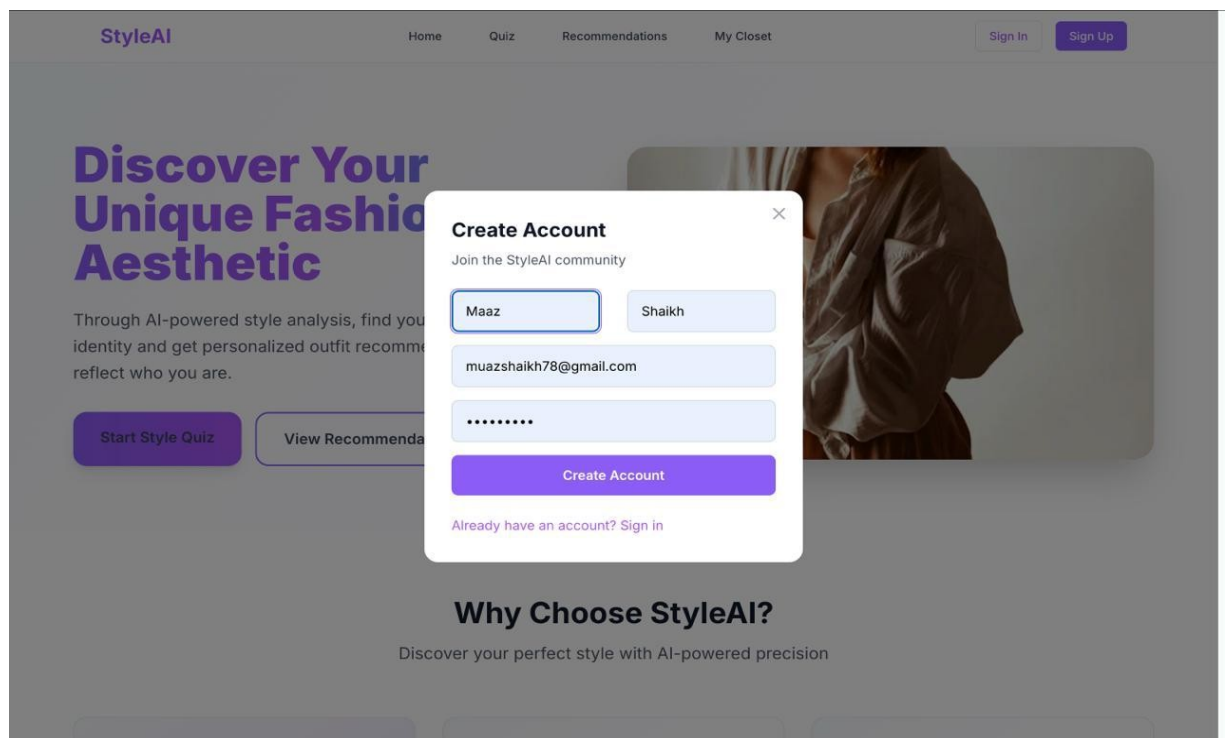 StyleAI
Home Quiz Recommendations My Closet
Sign In Sign Up
Discover Your
Unique Fashio
Aesthetic
Through AI-powered style analysis, find you
identity and get personalized outfit recomme
reflect who you are.
Start Style Quiz
View Recommenda
Create Account
Join the StyleAI community
Maaz Shaikh
muazshaikh78@gmail.com
•••••••••
Create Account
Already have an account? Sign in
Why Choose StyleAI?
Discover your perfect style with AI-powered precision